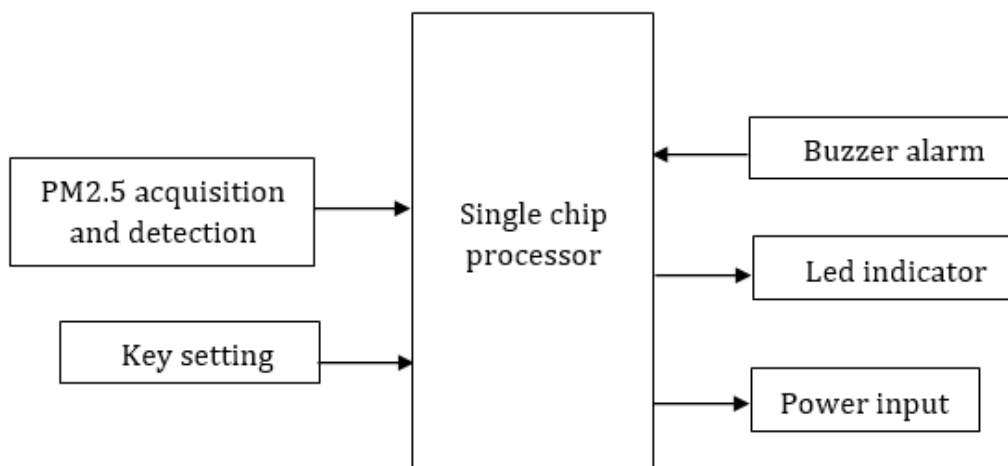 PM2.5 acquisition
and detection
Key setting
Single chip
processor
Buzzer alarm
Led indicator
Power input